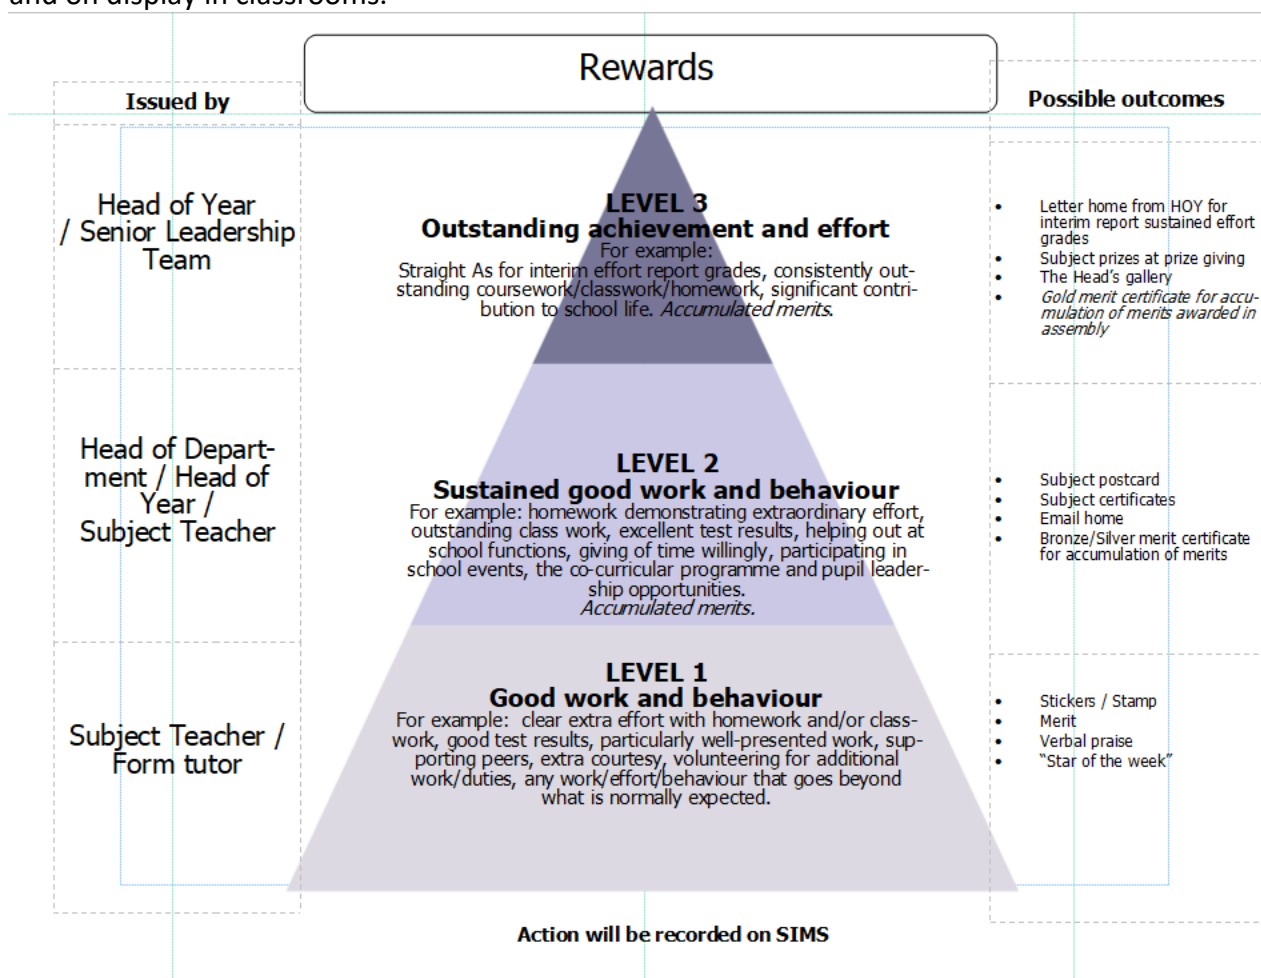 and on display in classrooms.
Rewards
Issued by
Possible outcomes
Head of Year
/ Senior Leadership
Team
LEVEL 3
Outstanding achievement and effort
For example:
Straight As for interim effort report grades, consistently out-
standing coursework/classwork/homework, significant contri-
bution to school life. Accumulated merits.
• Letter home from HOY for
interim report sustained effort
grades
• Subject prizes at prize giving
• The Head’s gallery
• Gold merit certificate for accu-
mulation of merits awarded in
assembly
Head of Depart-
ment / Head of
Year /
Subject Teacher
LEVEL 2
Sustained good work and behaviour
For example: homework demonstrating extraordinary effort,
outstanding class work, excellent test results, helping out at
school functions, giving of time willingly, participating in
school events, the co-curricular programme and pupil leader-
ship opportunities.
Accumulated merits.
• Subject postcard
• Subject certificates
• Email home
• Bronze/Silver merit certificate
for accumulation of merits
Subject Teacher /
Form tutor
LEVEL 1
Good work and behaviour
For example:  clear extra effort with homework and/or class-
work, good test results, particularly well-presented work, sup-
porting peers, extra courtesy, volunteering for additional
work/duties, any work/effort/behaviour that goes beyond
what is normally expected.
• Stickers / Stamp
• Merit
• Verbal praise
• “Star of the week”
Action will be recorded on SIMS